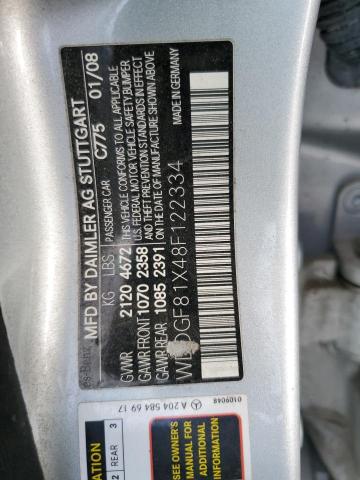 MFD BY DAIMLER AG STUTTGART
PASSENGER CAR C775 01/08
KG LBS
GVWR 2120 4672
GAWR FRONT 1070 2358
GAWR REAR 1085 2391
THIS VEHICLE CONFORMS TO ALL APPLICABLE
U.S. FEDERAL MOTOR VEHICLE SAFETY BUMPER
AND THEFT PREVENTION STANDARDS IN EFFECT
ON THE DATE OF MANUFACTURE SHOWN ABOVE
MADE IN GERMANY
GF81X48F122334
A 204 584 69 17
0109048
ATION
2 REAR 3
SEE OWNER'S
MANUAL FOR
ADDITIONAL
INFORMATION